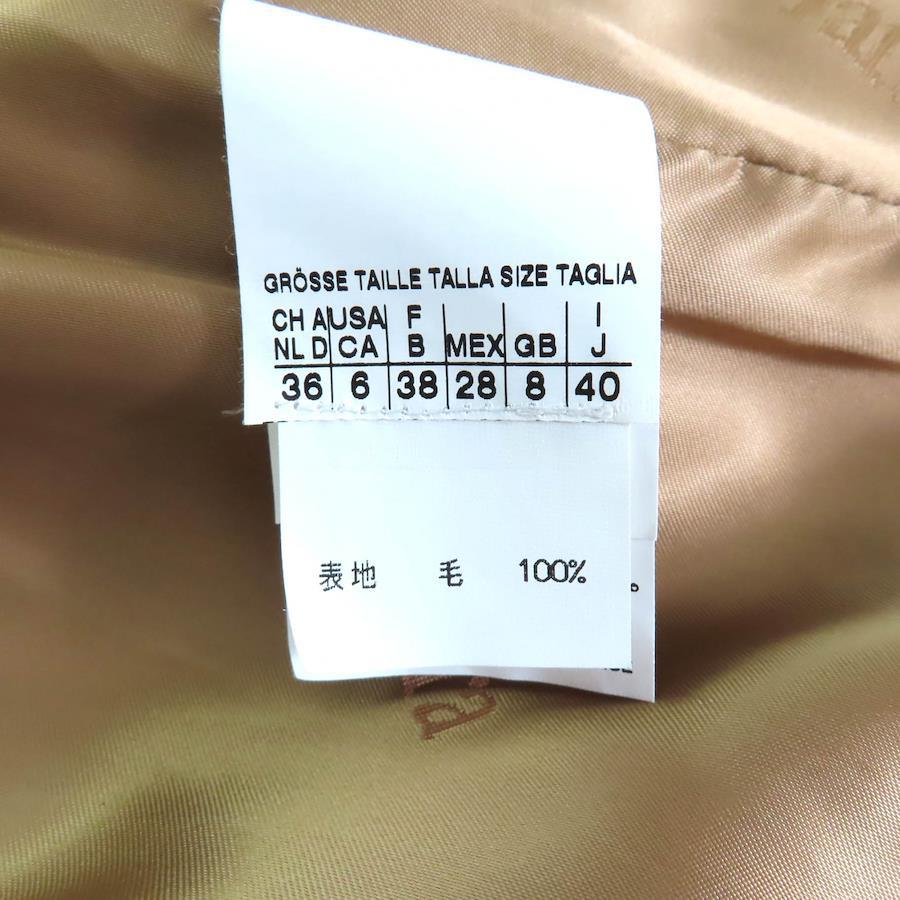 GRÖSSE TAILLE TALLA SIZE TAGLIA
CH A USA F I
NL D CA B MEX GB J
36 6 38 28 8 40
表地 毛 100%